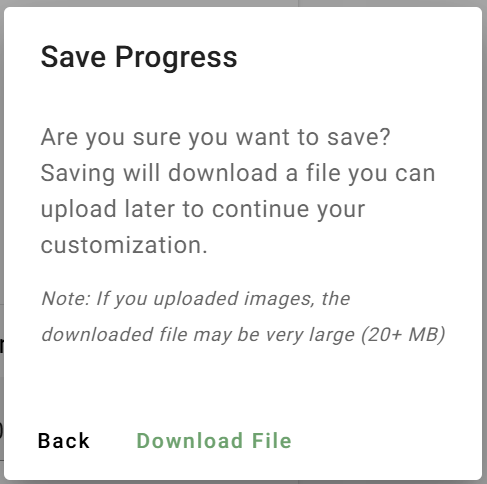 Save Progress
Are you sure you want to save?
Saving will download a file you can
upload later to continue your
customization.
Note: If you uploaded images, the
downloaded file may be very large (20+ MB)
Back Download File